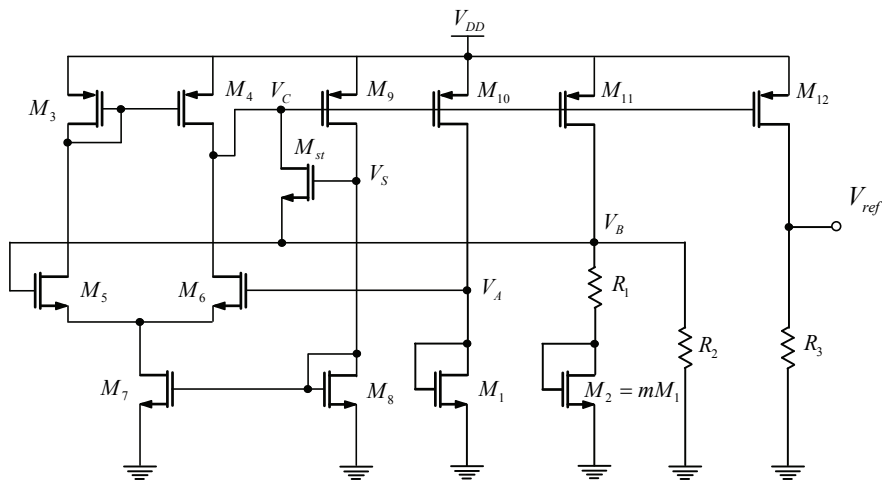 V_DD
M_3
M_4
V_C
M_9
M_10
M_11
M_12
M_st
V_S
V_ref
V_B
M_5
M_6
V_A
R_1
R_2
R_3
M_7
M_8
M_1
M_2 = mM_1